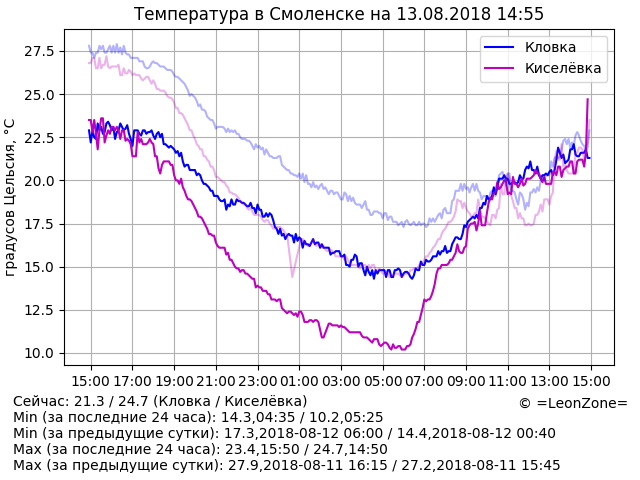 Температура в Смоленске на 13.08.2018 14:55
градусов Цельсия, °C
27.5
25.0
22.5
20.0
17.5
15.0
12.5
10.0
Кловка
Киселёвка
15:00 17:00 19:00 21:00 23:00 01:00 03:00 05:00 07:00 09:00 11:00 13:00 15:00
Сейчас: 21.3 / 24.7 (Кловка / Киселёвка)
© =LeonZone=
Min (за последние 24 часа): 14.3,04:35 / 10.2,05:25
Min (за предыдущие сутки): 17.3,2018-08-12 06:00 / 14.4,2018-08-12 00:40
Max (за последние 24 часа): 23.4,15:50 / 24.7,14:50
Max (за предыдущие сутки): 27.9,2018-08-11 16:15 / 27.2,2018-08-11 15:45